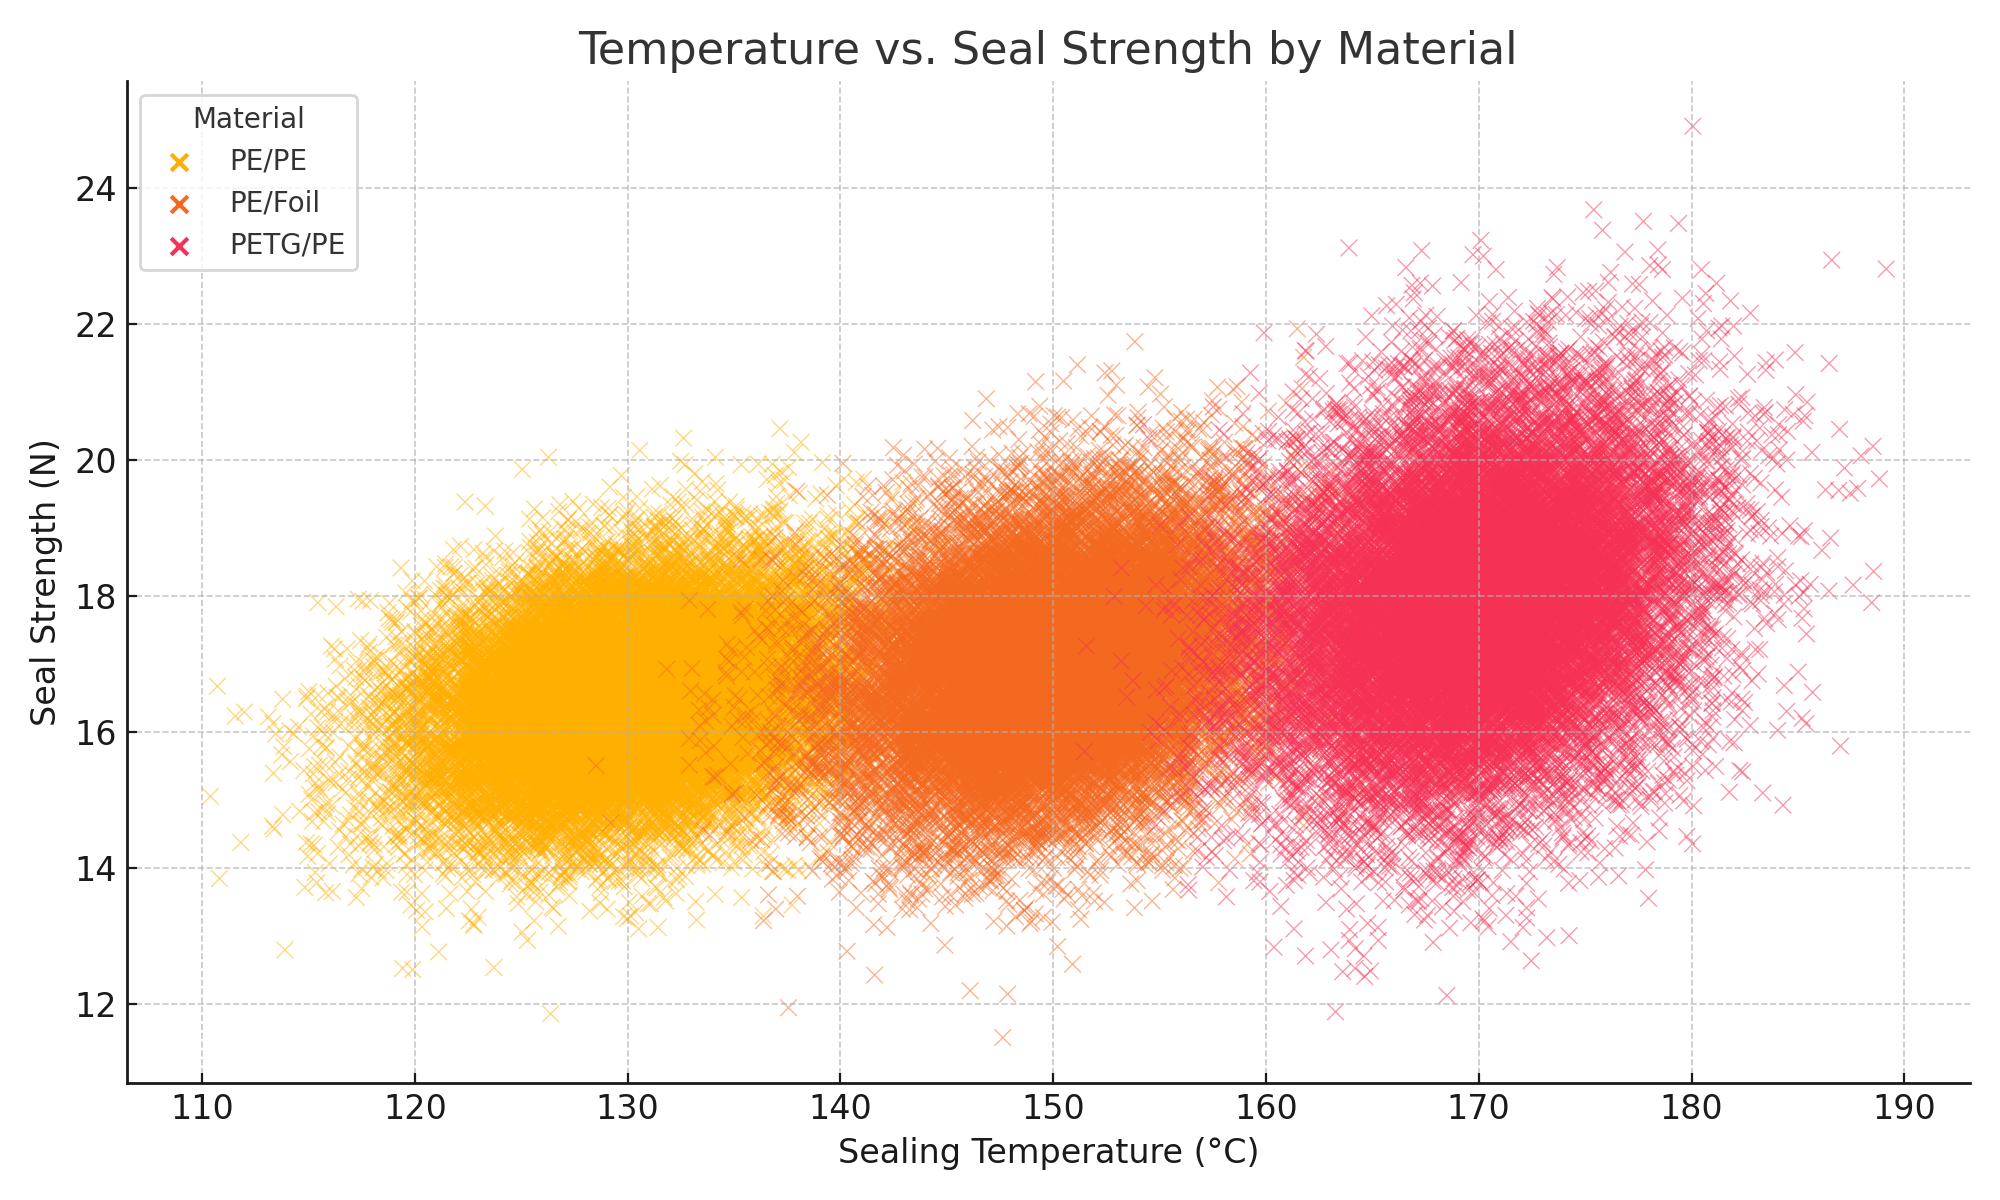 Temperature vs. Seal Strength by Material
Material
PE/PE
PE/Foil
PETG/PE
Seal Strength (N)
24
22
20
18
16
14
12
110 120 130 140 150 160 170 180 190
Sealing Temperature (°C)